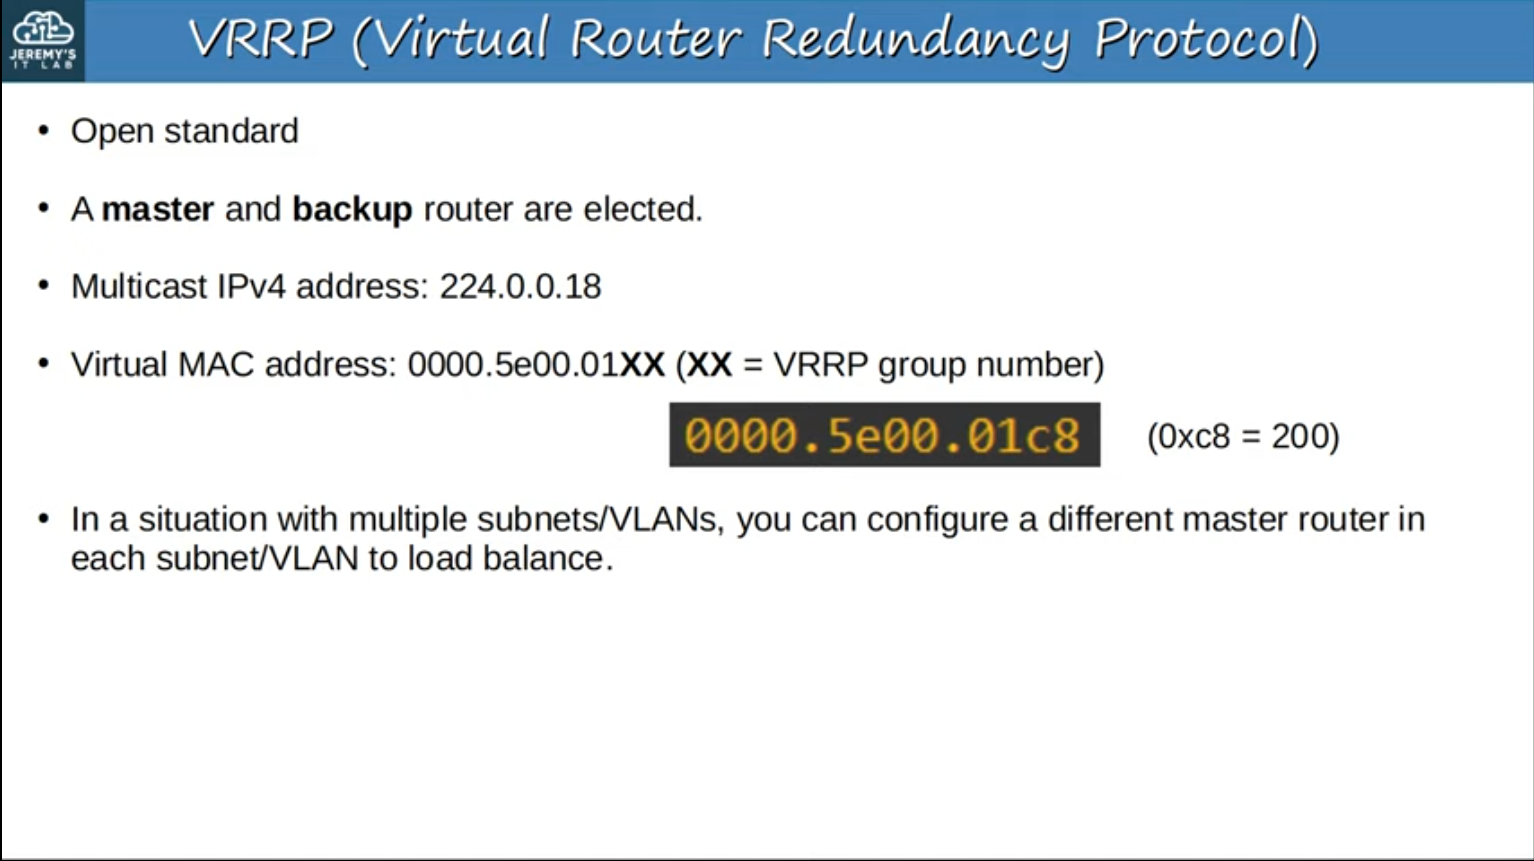 JEREMY'S
IT LAB
VRRP (Virtual Router Redundancy Protocol)
• Open standard
• A master and backup router are elected.
• Multicast IPv4 address: 224.0.0.18
• Virtual MAC address: 0000.5e00.01XX (XX = VRRP group number)
0000.5e00.01c8 (0xc8 = 200)
• In a situation with multiple subnets/VLANs, you can configure a different master router in
each subnet/VLAN to load balance.